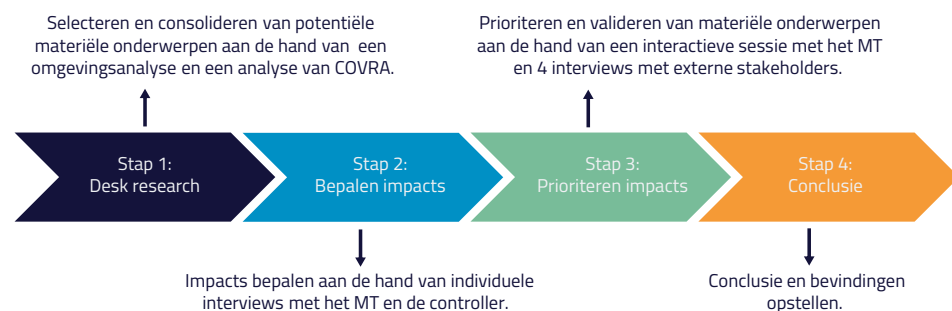 Selecteren en consolideren van potentiële
materiële onderwerpen aan de hand van een
omgevingsanalyse en een analyse van COVRA.
Prioriteren en valideren van materiële onderwerpen
aan de hand van een interactieve sessie met het MT
en 4 interviews met externe stakeholders.
Stap 1:
Desk research
Stap 2:
Bepalen impacts
Stap 3:
Prioriteren impacts
Stap 4:
Conclusie
Impacts bepalen aan de hand van individuele
interviews met het MT en de controller.
Conclusie en bevindingen
opstellen.